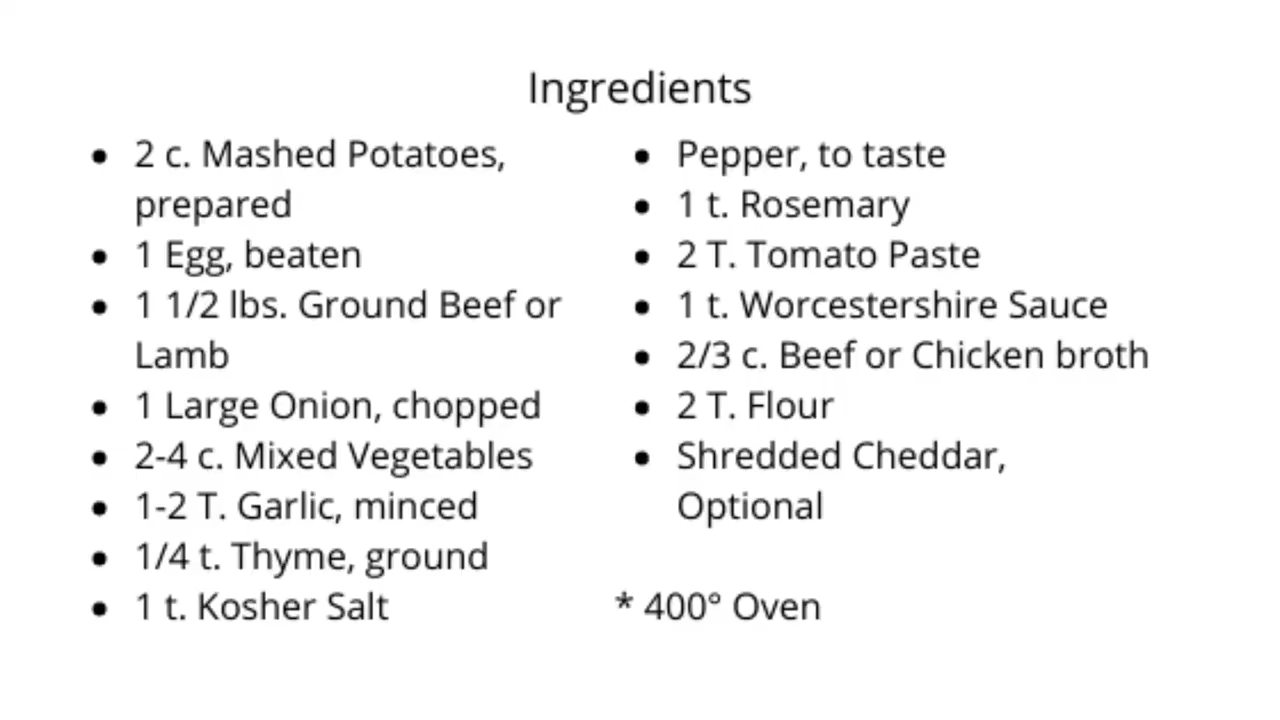 Ingredients
• 2 c. Mashed Potatoes,
prepared
• 1 Egg, beaten
• 1 1/2 lbs. Ground Beef or
Lamb
• 1 Large Onion, chopped
• 2-4 c. Mixed Vegetables
• 1-2 T. Garlic, minced
• 1/4 t. Thyme, ground
• 1 t. Kosher Salt
• Pepper, to taste
• 1 t. Rosemary
• 2 T. Tomato Paste
• 1 t. Worcestershire Sauce
• 2/3 c. Beef or Chicken broth
• 2 T. Flour
• Shredded Cheddar,
Optional
* 400° Oven